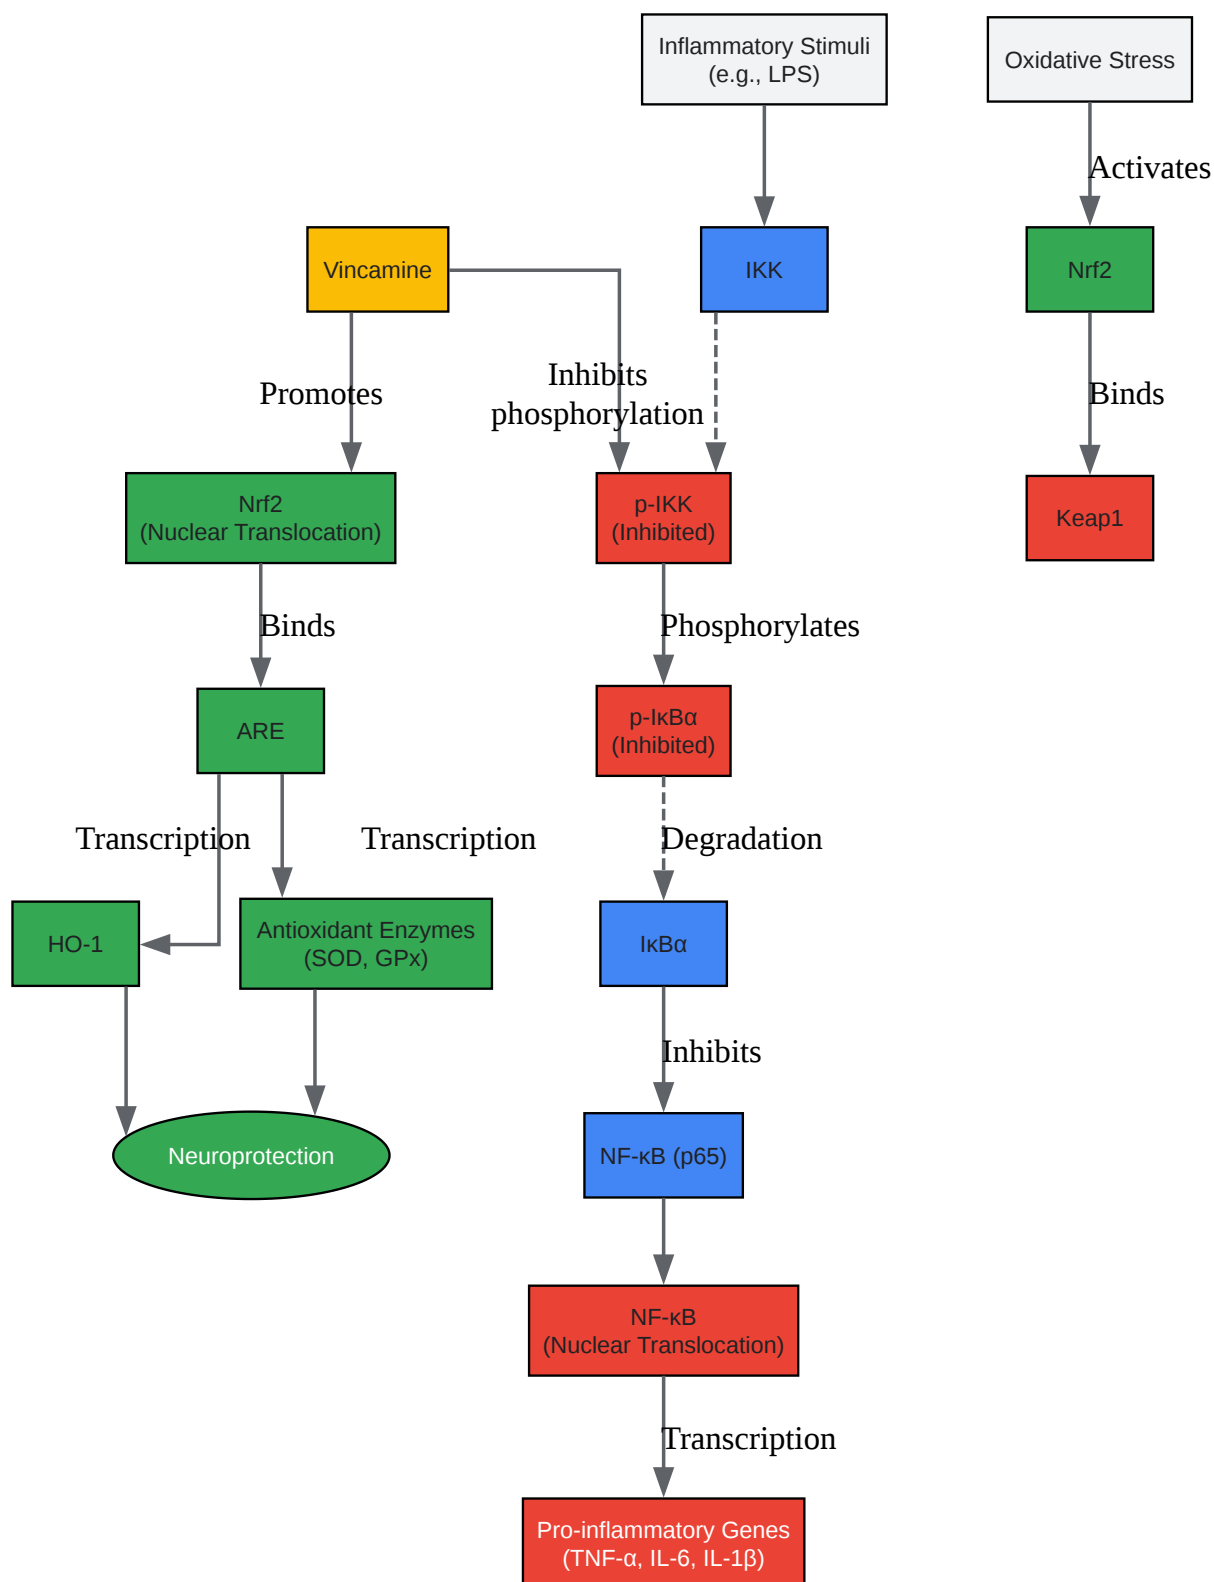 Inflammatory Stimuli
(e.g., LPS)
Oxidative Stress
Activates
Vincamine
IKK
Nrf2
Promotes
Inhibits
phosphorylation
Binds
Nrf2
(Nuclear Translocation)
p-IKK
(Inhibited)
Keap1
Binds
Phosphorylates
ARE
p-IκBα
(Inhibited)
Transcription
Transcription
Degradation
HO-1
Antioxidant Enzymes
(SOD, GPx)
IκBα
Inhibits
Neuroprotection
NF-κB (p65)
NF-κB
(Nuclear Translocation)
Transcription
Pro-inflammatory Genes
(TNF-α, IL-6, IL-1β)